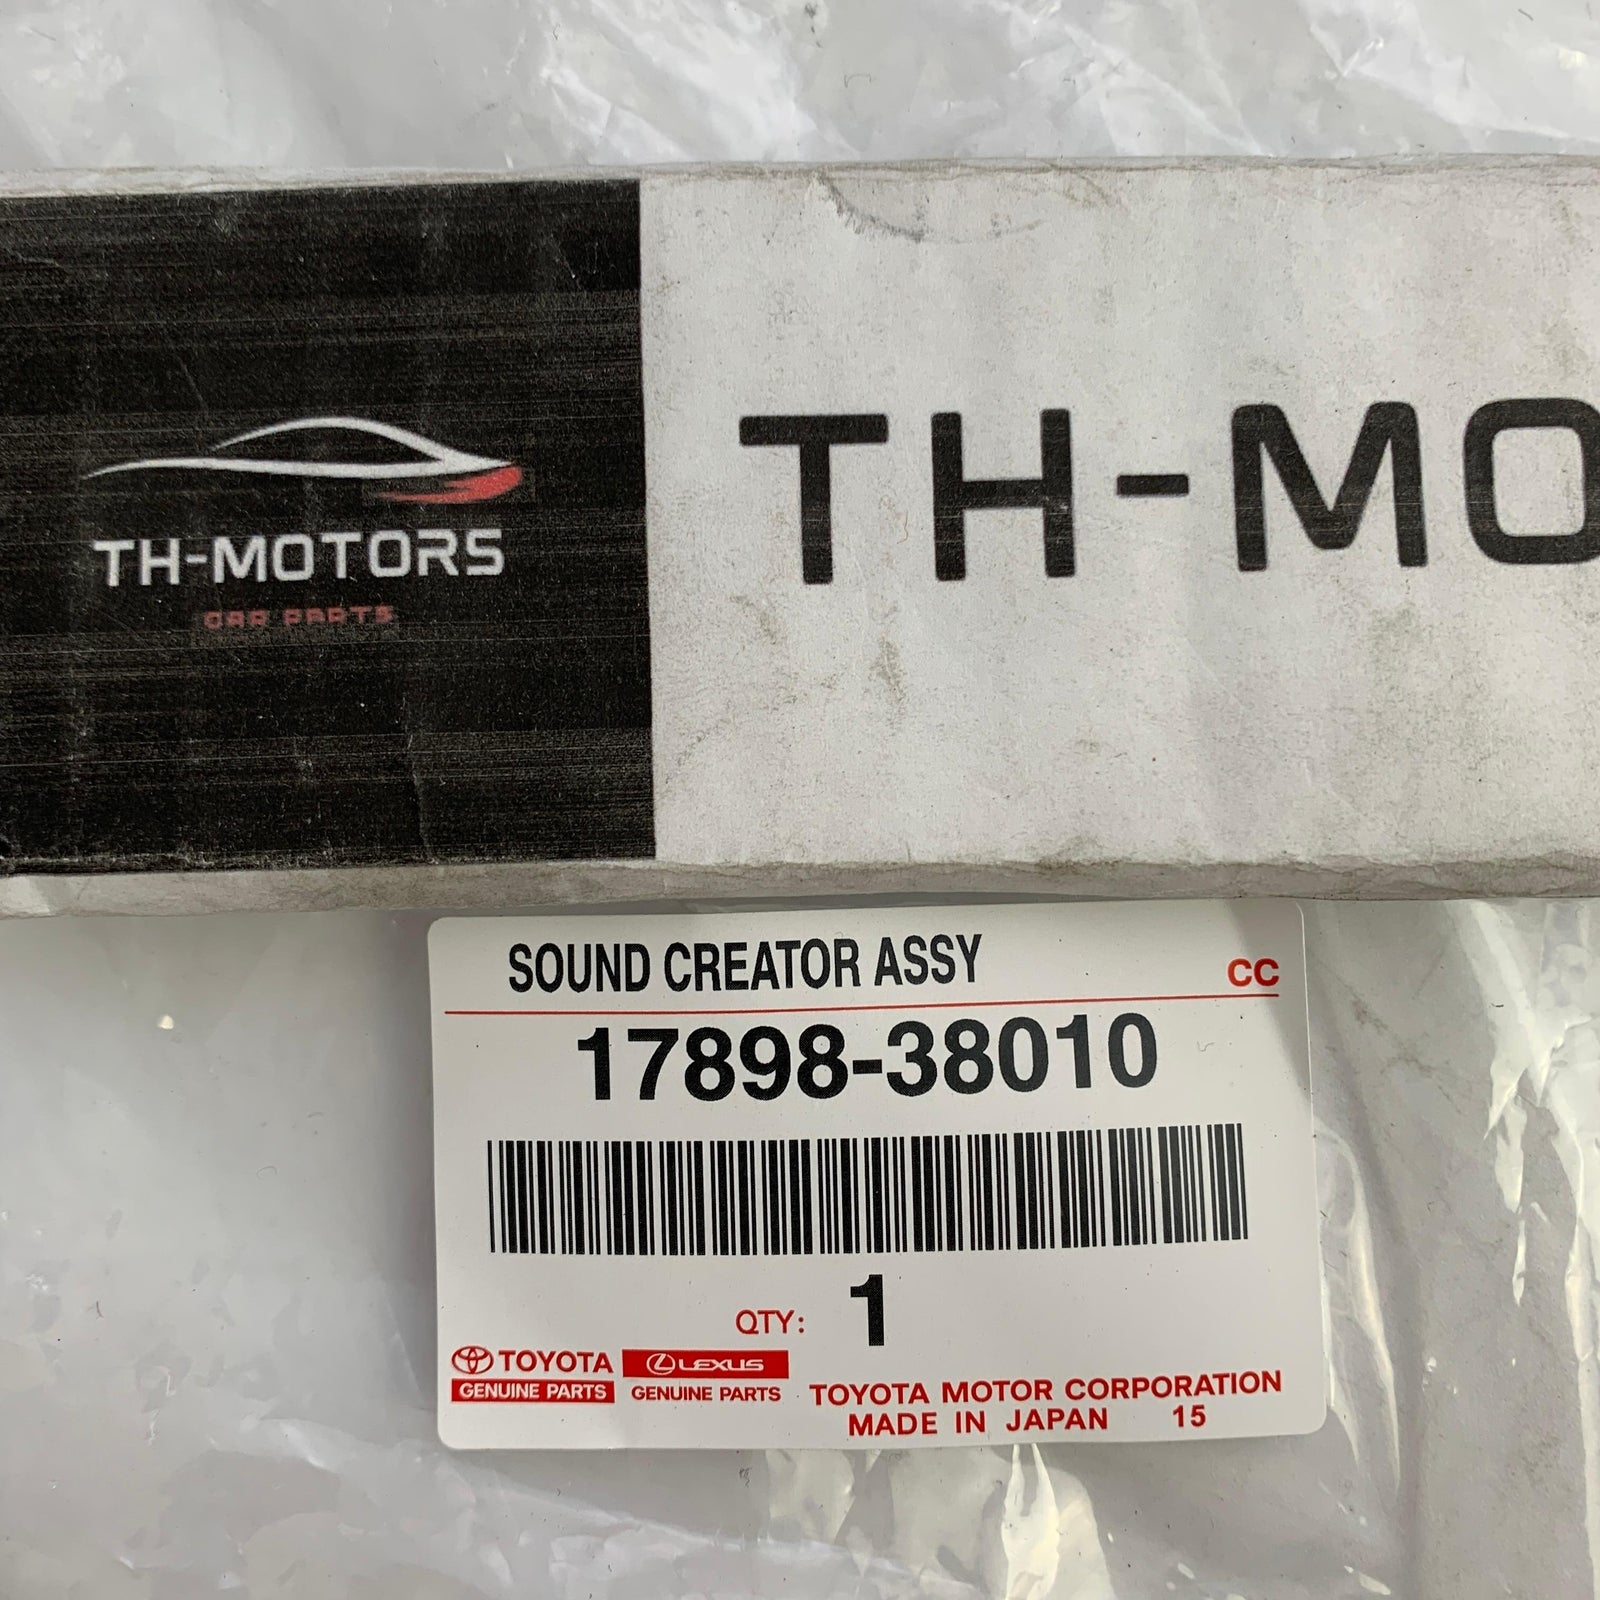 TH-MOTORS
CAR PARTS
TH-MO
SOUND CREATOR ASSY
CC
17898-38010
QTY: 1
TOYOTA
GENUINE PARTS
LEXUS
GENUINE PARTS
TOYOTA MOTOR CORPORATION
MADE IN JAPAN 15